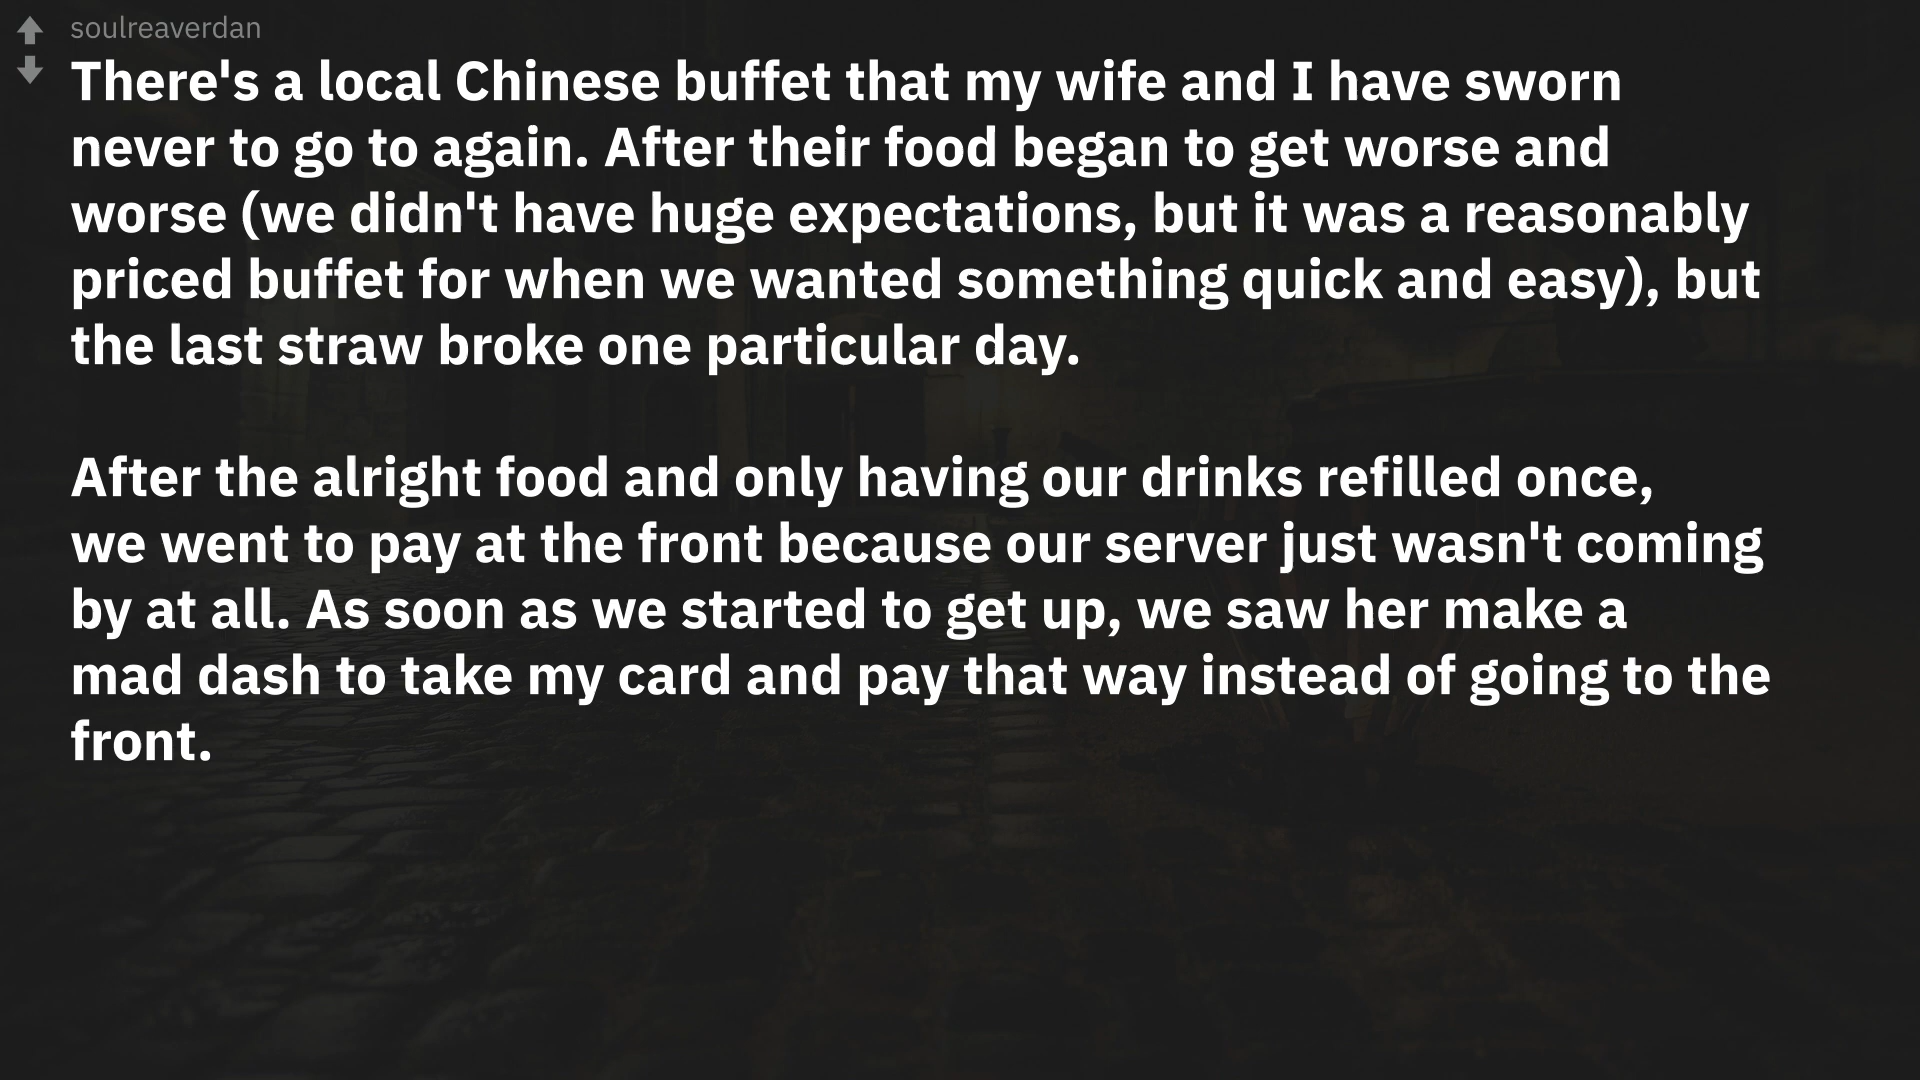 soulreaverdan
There's a local Chinese buffet that my wife and I have sworn
never to go to again. After their food began to get worse and
worse (we didn't have huge expectations, but it was a reasonably
priced buffet for when we wanted something quick and easy), but
the last straw broke one particular day.
After the alright food and only having our drinks refilled once,
we went to pay at the front because our server just wasn't coming
by at all. As soon as we started to get up, we saw her make a
mad dash to take my card and pay that way instead of going to the
front.